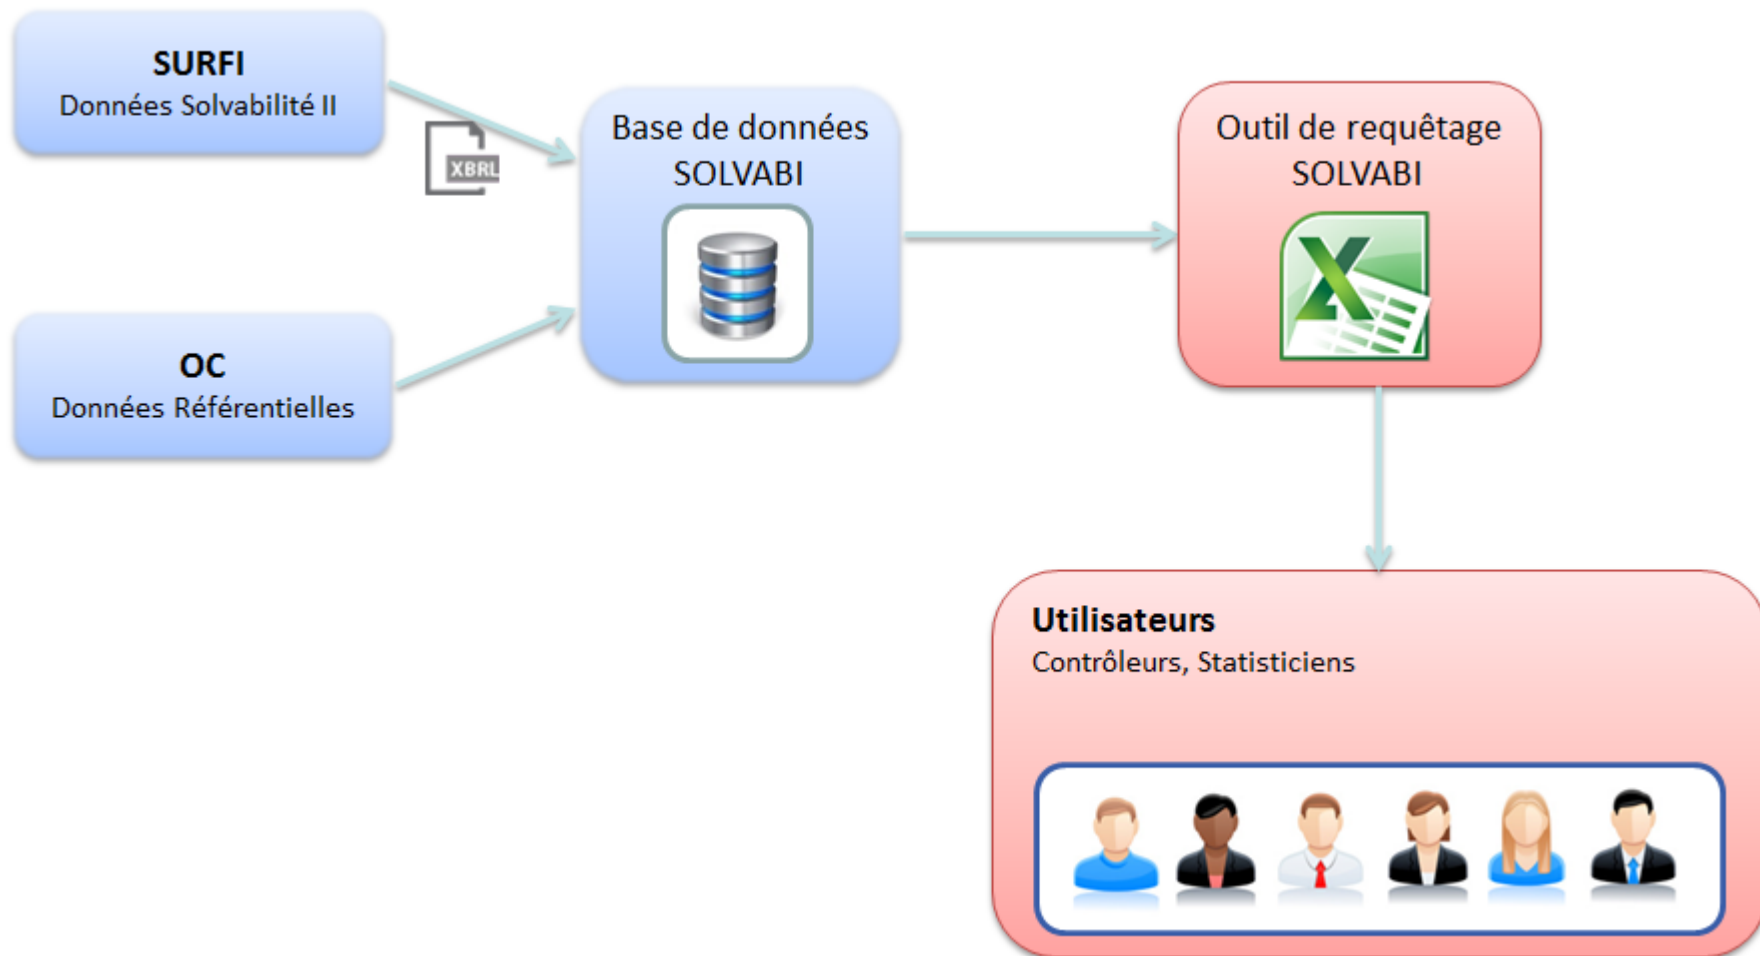 SURFI
Données Solvabilité II
XBRL
Base de données
SOLVABI
Outil de requêtage
SOLVABI
OC
Données Référentielles
Utilisateurs
Contrôleurs, Statisticiens